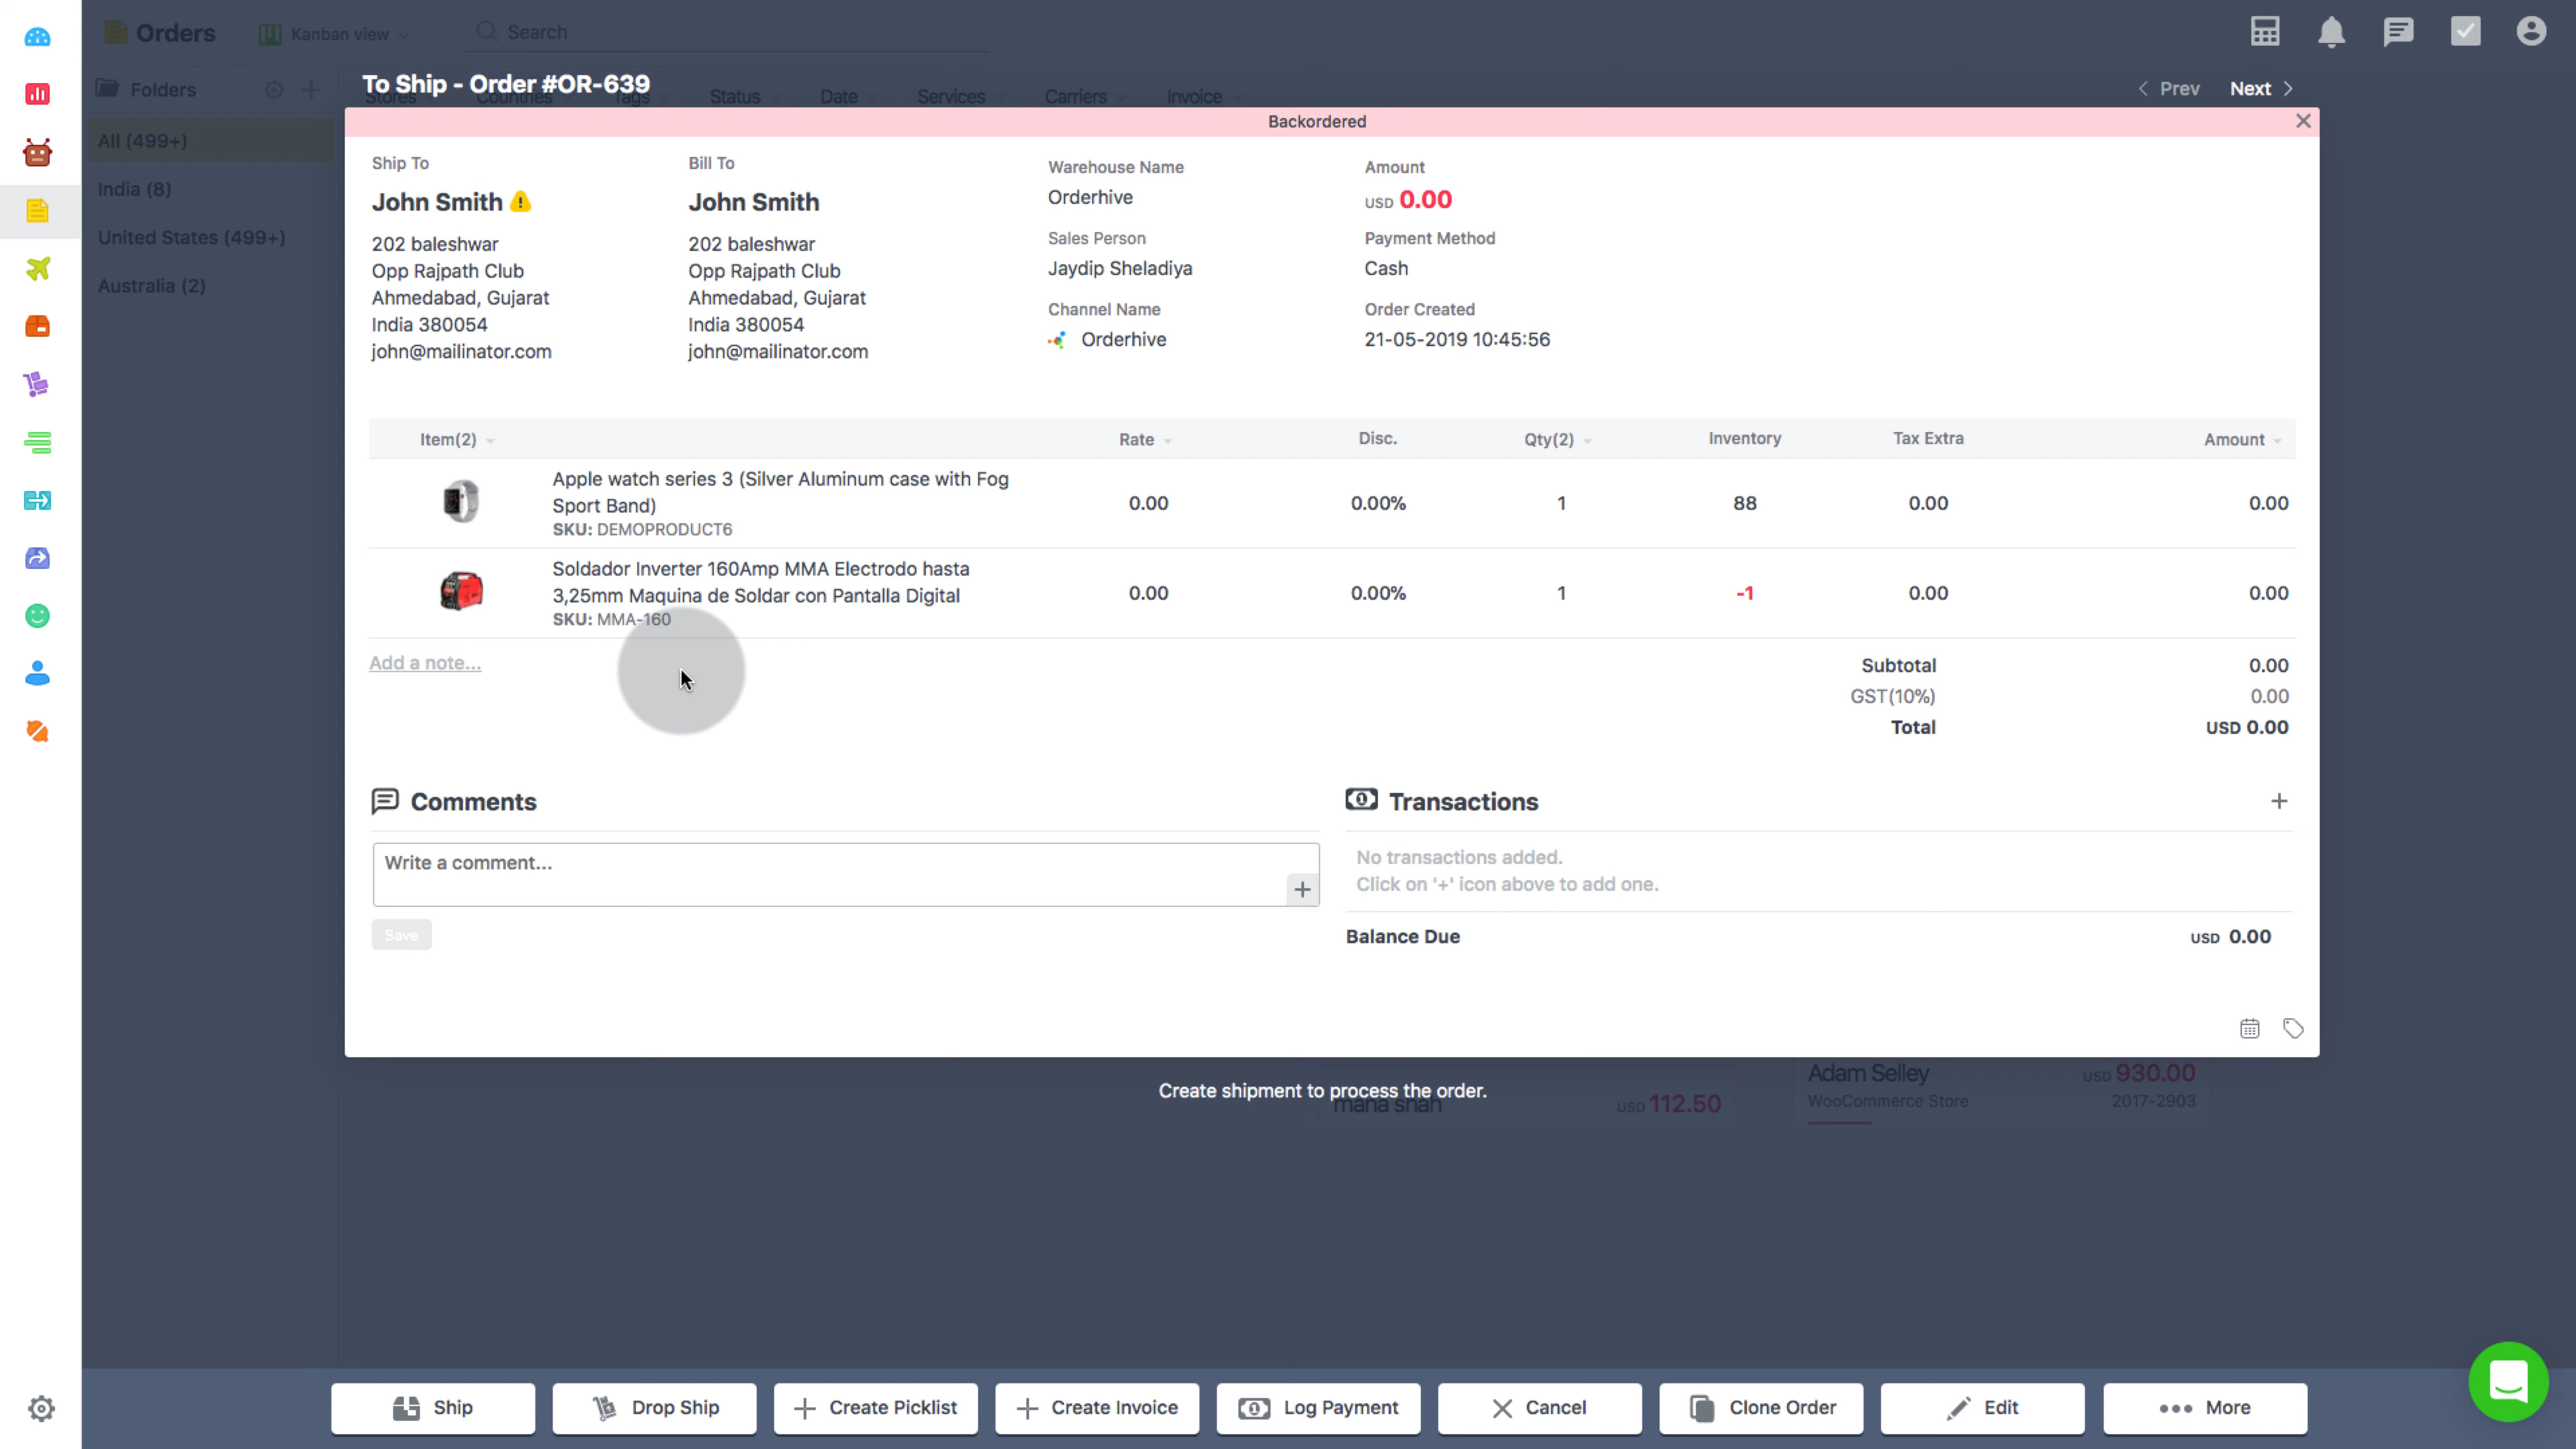 Orders
Kanban view
Search
To Ship - Order #OR-639
Prev
Next
Folders
Stores
Countries
Tags
Status
Date
Services
Carriers
Invoice
All (499+)
India (8)
United States (499+)
Australia (2)
Backordered
Ship To
John Smith
202 baleshwar
Opp Rajpath Club
Ahmedabad, Gujarat
India 380054
john@mailinator.com
Bill To
John Smith
202 baleshwar
Opp Rajpath Club
Ahmedabad, Gujarat
India 380054
john@mailinator.com
Warehouse Name
Orderhive
Sales Person
Jaydip Sheladiya
Channel Name
Orderhive
Amount
USD 0.00
Payment Method
Cash
Order Created
21-05-2019 10:45:56
Item(2) Rate Disc. Qty(2) Inventory Tax Extra Amount
Apple watch series 3 (Silver Aluminum case with Fog
Sport Band)
SKU: DEMOPRODUCT6
0.00 0.00% 1 88 0.00 0.00
Soldador Inverter 160Amp MMA Electrodo hasta
3,25mm Maquina de Soldar con Pantalla Digital
SKU: MMA-160
0.00 0.00% 1 -1 0.00 0.00
Add a note...
Subtotal 0.00
GST(10%) 0.00
Total USD 0.00
Comments
Write a comment...
Save
Transactions
No transactions added.
Click on '+' icon above to add one.
Balance Due USD 0.00
Create shipment to process the order.
maha shah USD 112.50
Adam Selley USD 930.00
WooCommerce Store 2017-2903
Ship
Drop Ship
Create Picklist
Create Invoice
Log Payment
Cancel
Clone Order
Edit
More